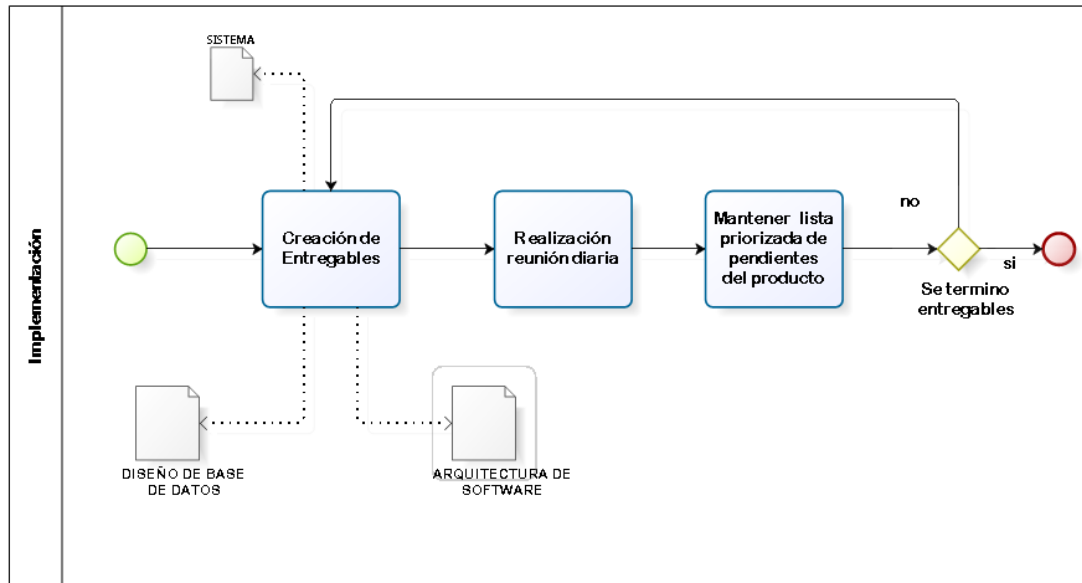 SISTEMA
Implementación
Creación de
Entregables
Realización
reunión diaria
Mantener lista
priorizada de
pendientes
del producto
no
si
Se termino
entregables
DISEÑO DE BASE
DE DATOS
ARQUITECTURA DE
SOFTWARE